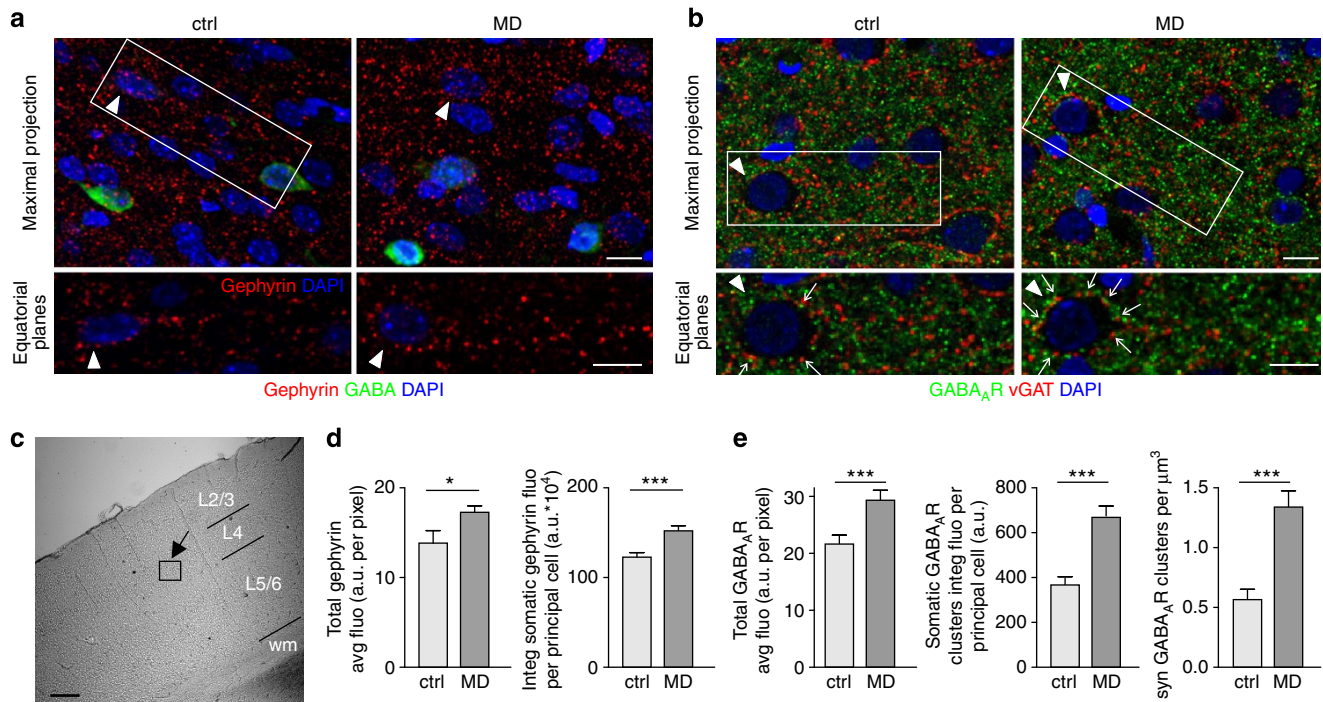 a
ctrl
MD
Maximal projection
Equatorial
planes
Gephyrin DAPI
Gephyrin GABA DAPI
b
ctrl
MD
Maximal projection
Equatorial
planes
GABA_AR vGAT DAPI
c
L2/3
L4
L5/6
wm
d
Total gephyrin
avg fluo (a.u. per pixel)
20
10
0
*
ctrl MD
Integ somatic gephyrin fluo
per principal cell (a.u.*10⁴)
200
100
0
***
ctrl MD
e
Total GABA_AR
avg fluo (a.u. per pixel)
30
20
10
0
***
ctrl MD
Somatic GABA_AR
clusters integ fluo per
principal cell (a.u.)
800
600
400
200
0
***
ctrl MD
syn GABA_AR clusters per μm³
1.5
1.0
0.5
0.0
***
ctrl MD